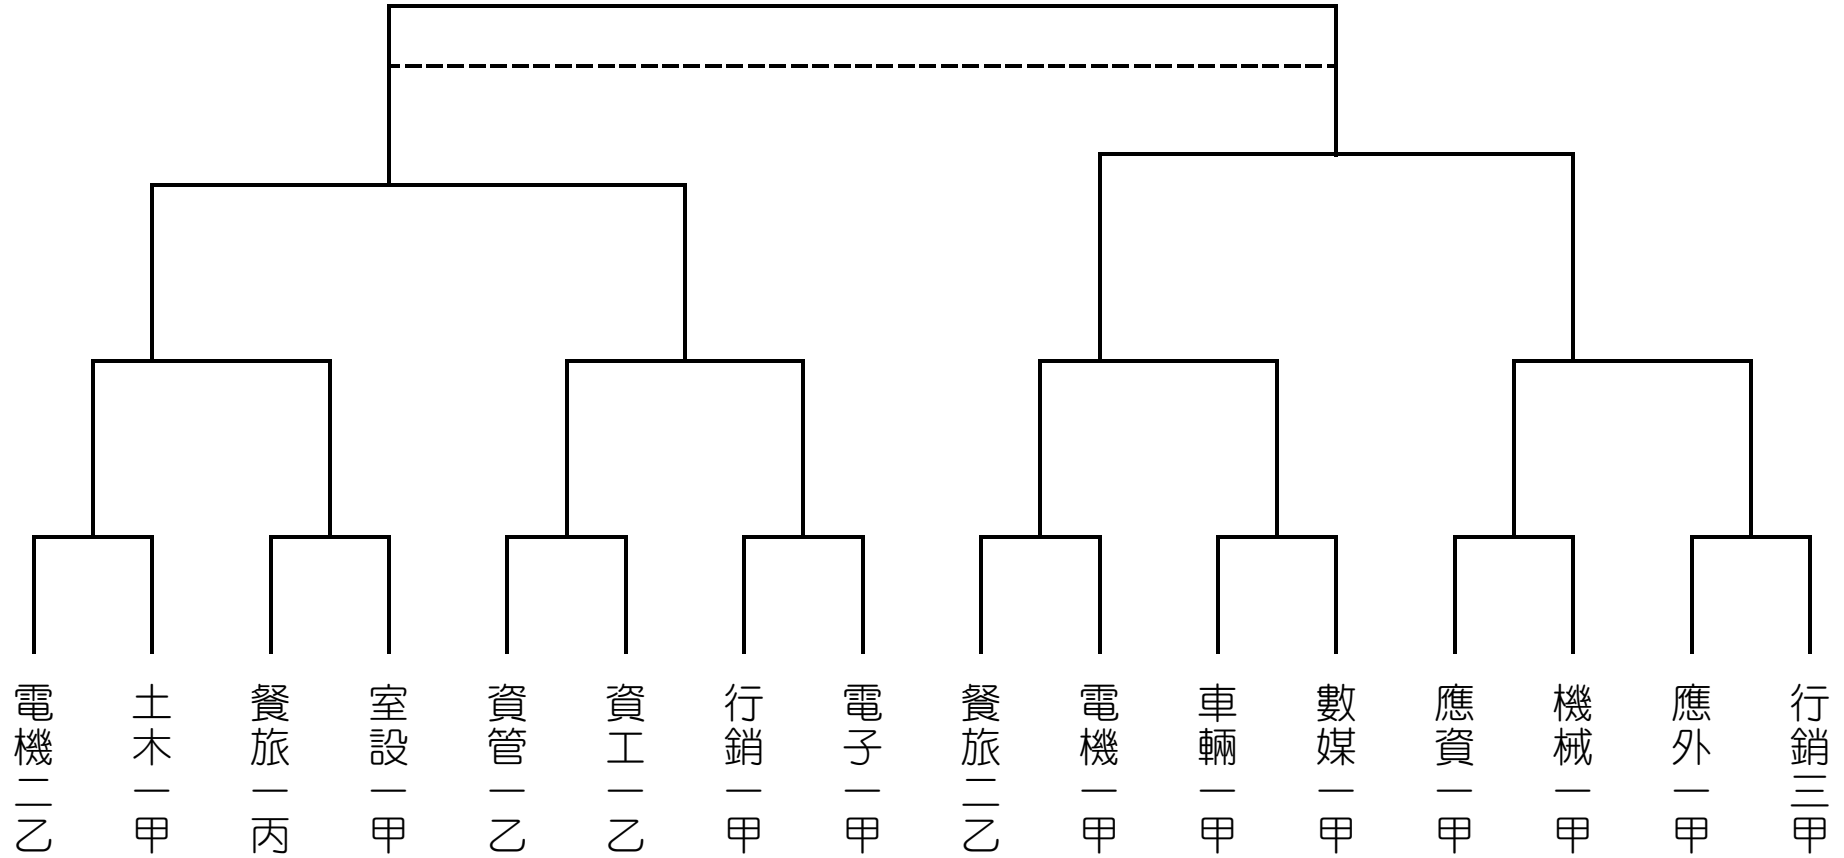 電機二乙
土木一甲
餐旅一丙
室設一甲
資管一乙
資工一乙
行銷一甲
電子一甲
餐旅二乙
電機一甲
車輛一甲
數媒一甲
應資一甲
機械一甲
應外一甲
行銷三甲